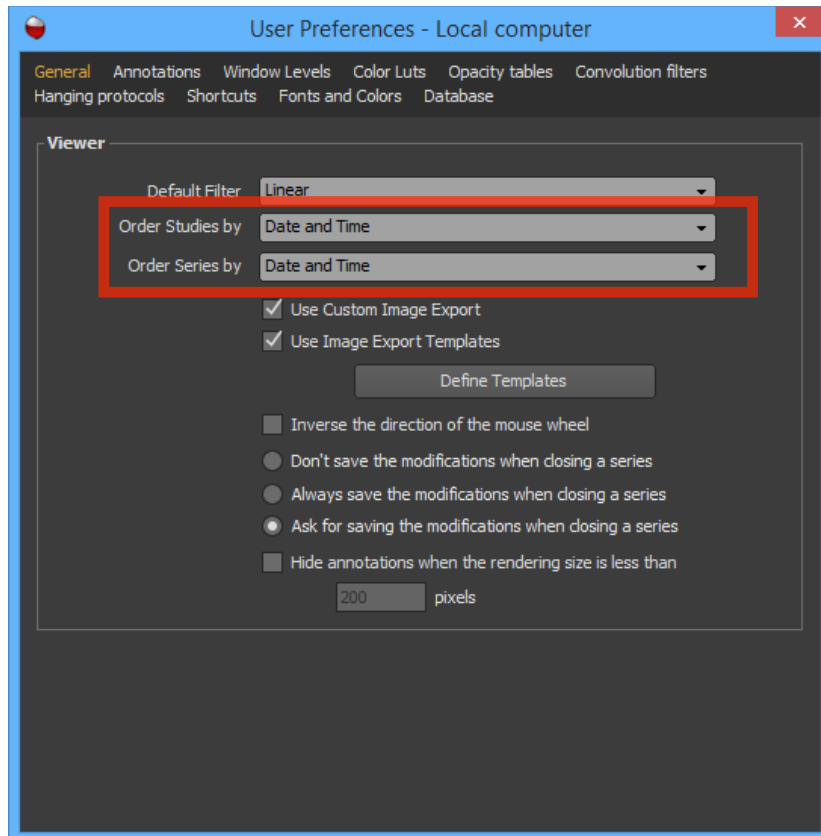 User Preferences - Local computer
General Annotations Window Levels Color Luts Opacity tables Convolution filters
Hanging protocols Shortcuts Fonts and Colors Database
Viewer
Default Filter Linear
Order Studies by Date and Time
Order Series by Date and Time
Use Custom Image Export
Use Image Export Templates
Define Templates
Inverse the direction of the mouse wheel
Don't save the modifications when closing a series
Always save the modifications when closing a series
Ask for saving the modifications when closing a series
Hide annotations when the rendering size is less than
200 pixels